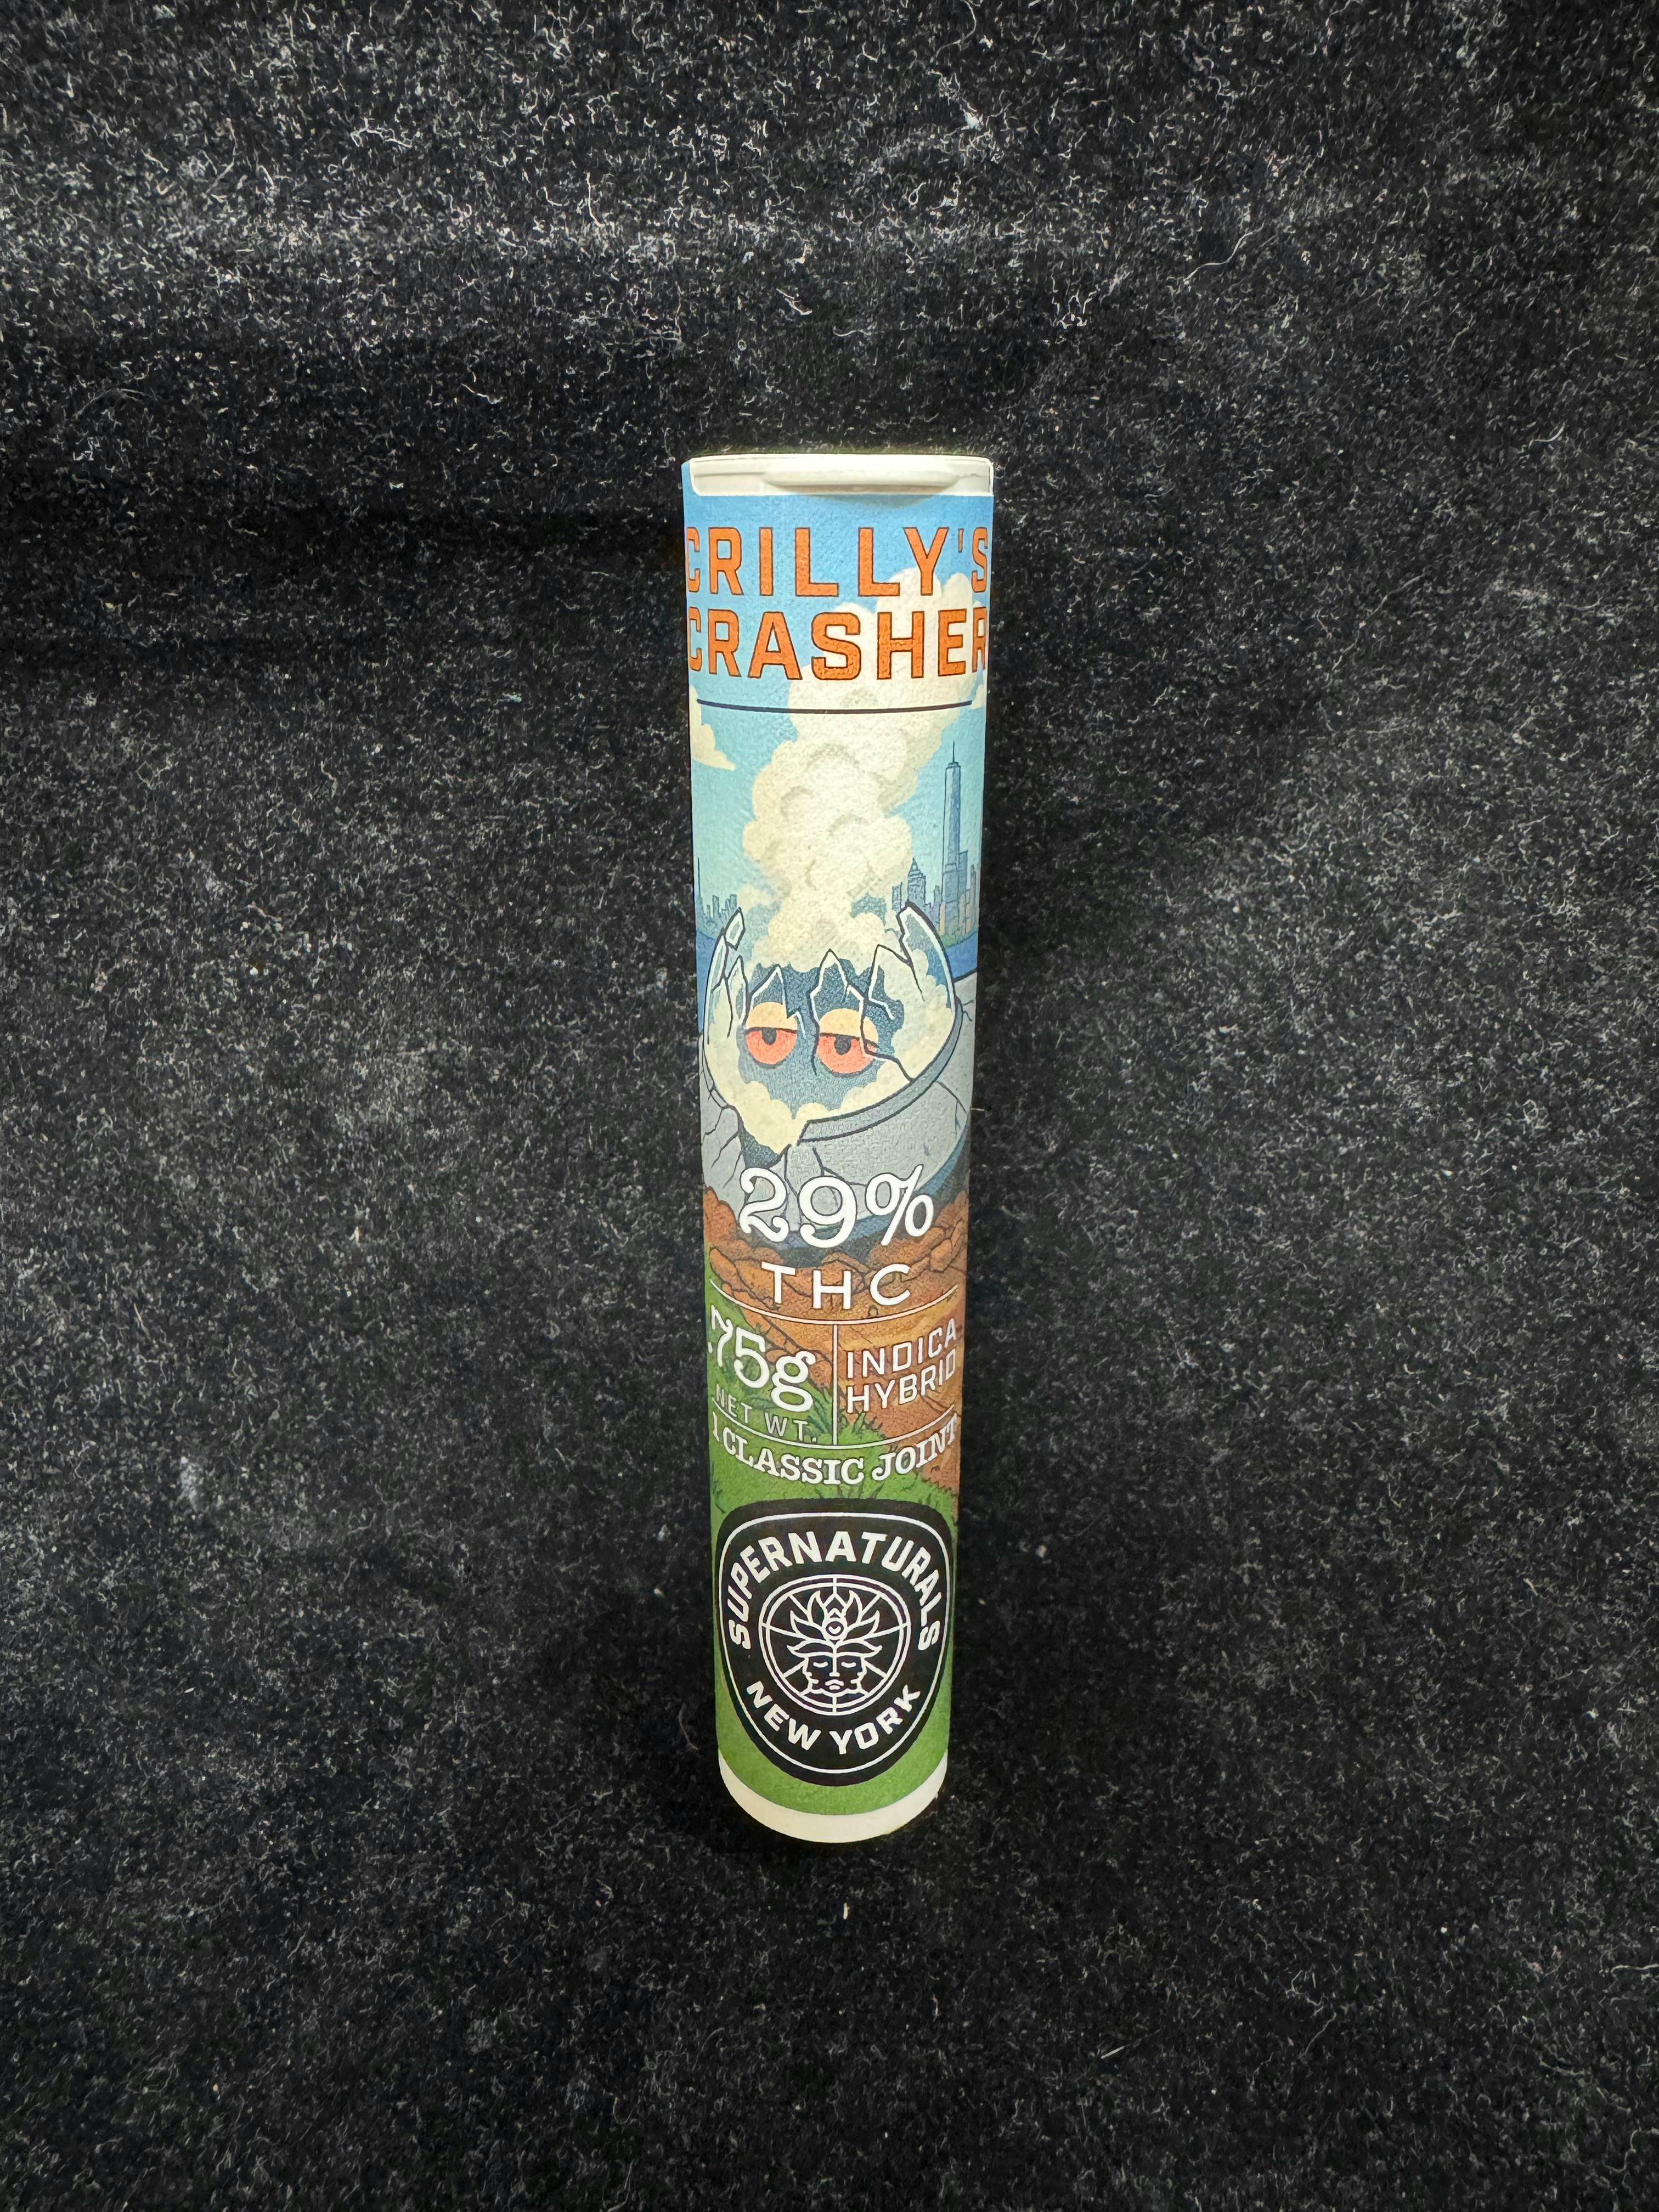 CRILLY'S
CRASHER
29%
THC
.75g
NET WT.
INDICA
HYBRID
1 CLASSIC JOINT
SUPERNATURALS
NEW YORK